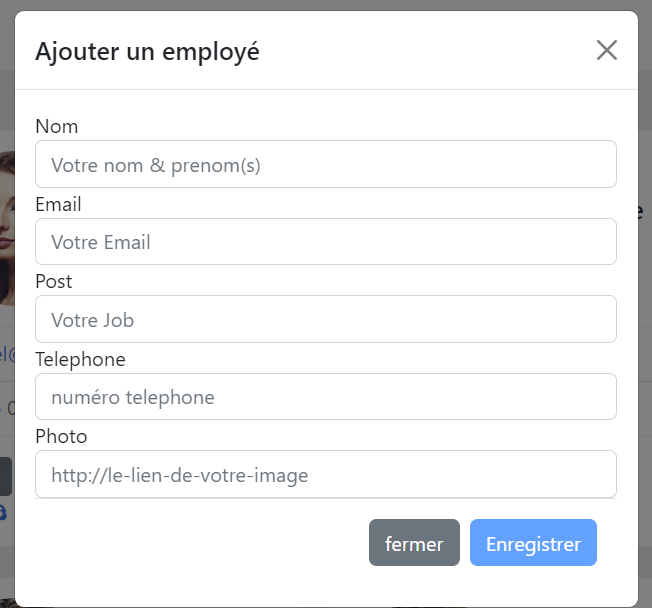 Ajouter un employé
Nom
Votre nom & prenom(s)
Email
Votre Email
Post
Votre Job
Telephone
numéro telephone
Photo
http://le-lien-de-votre-image
fermer Enregistrer